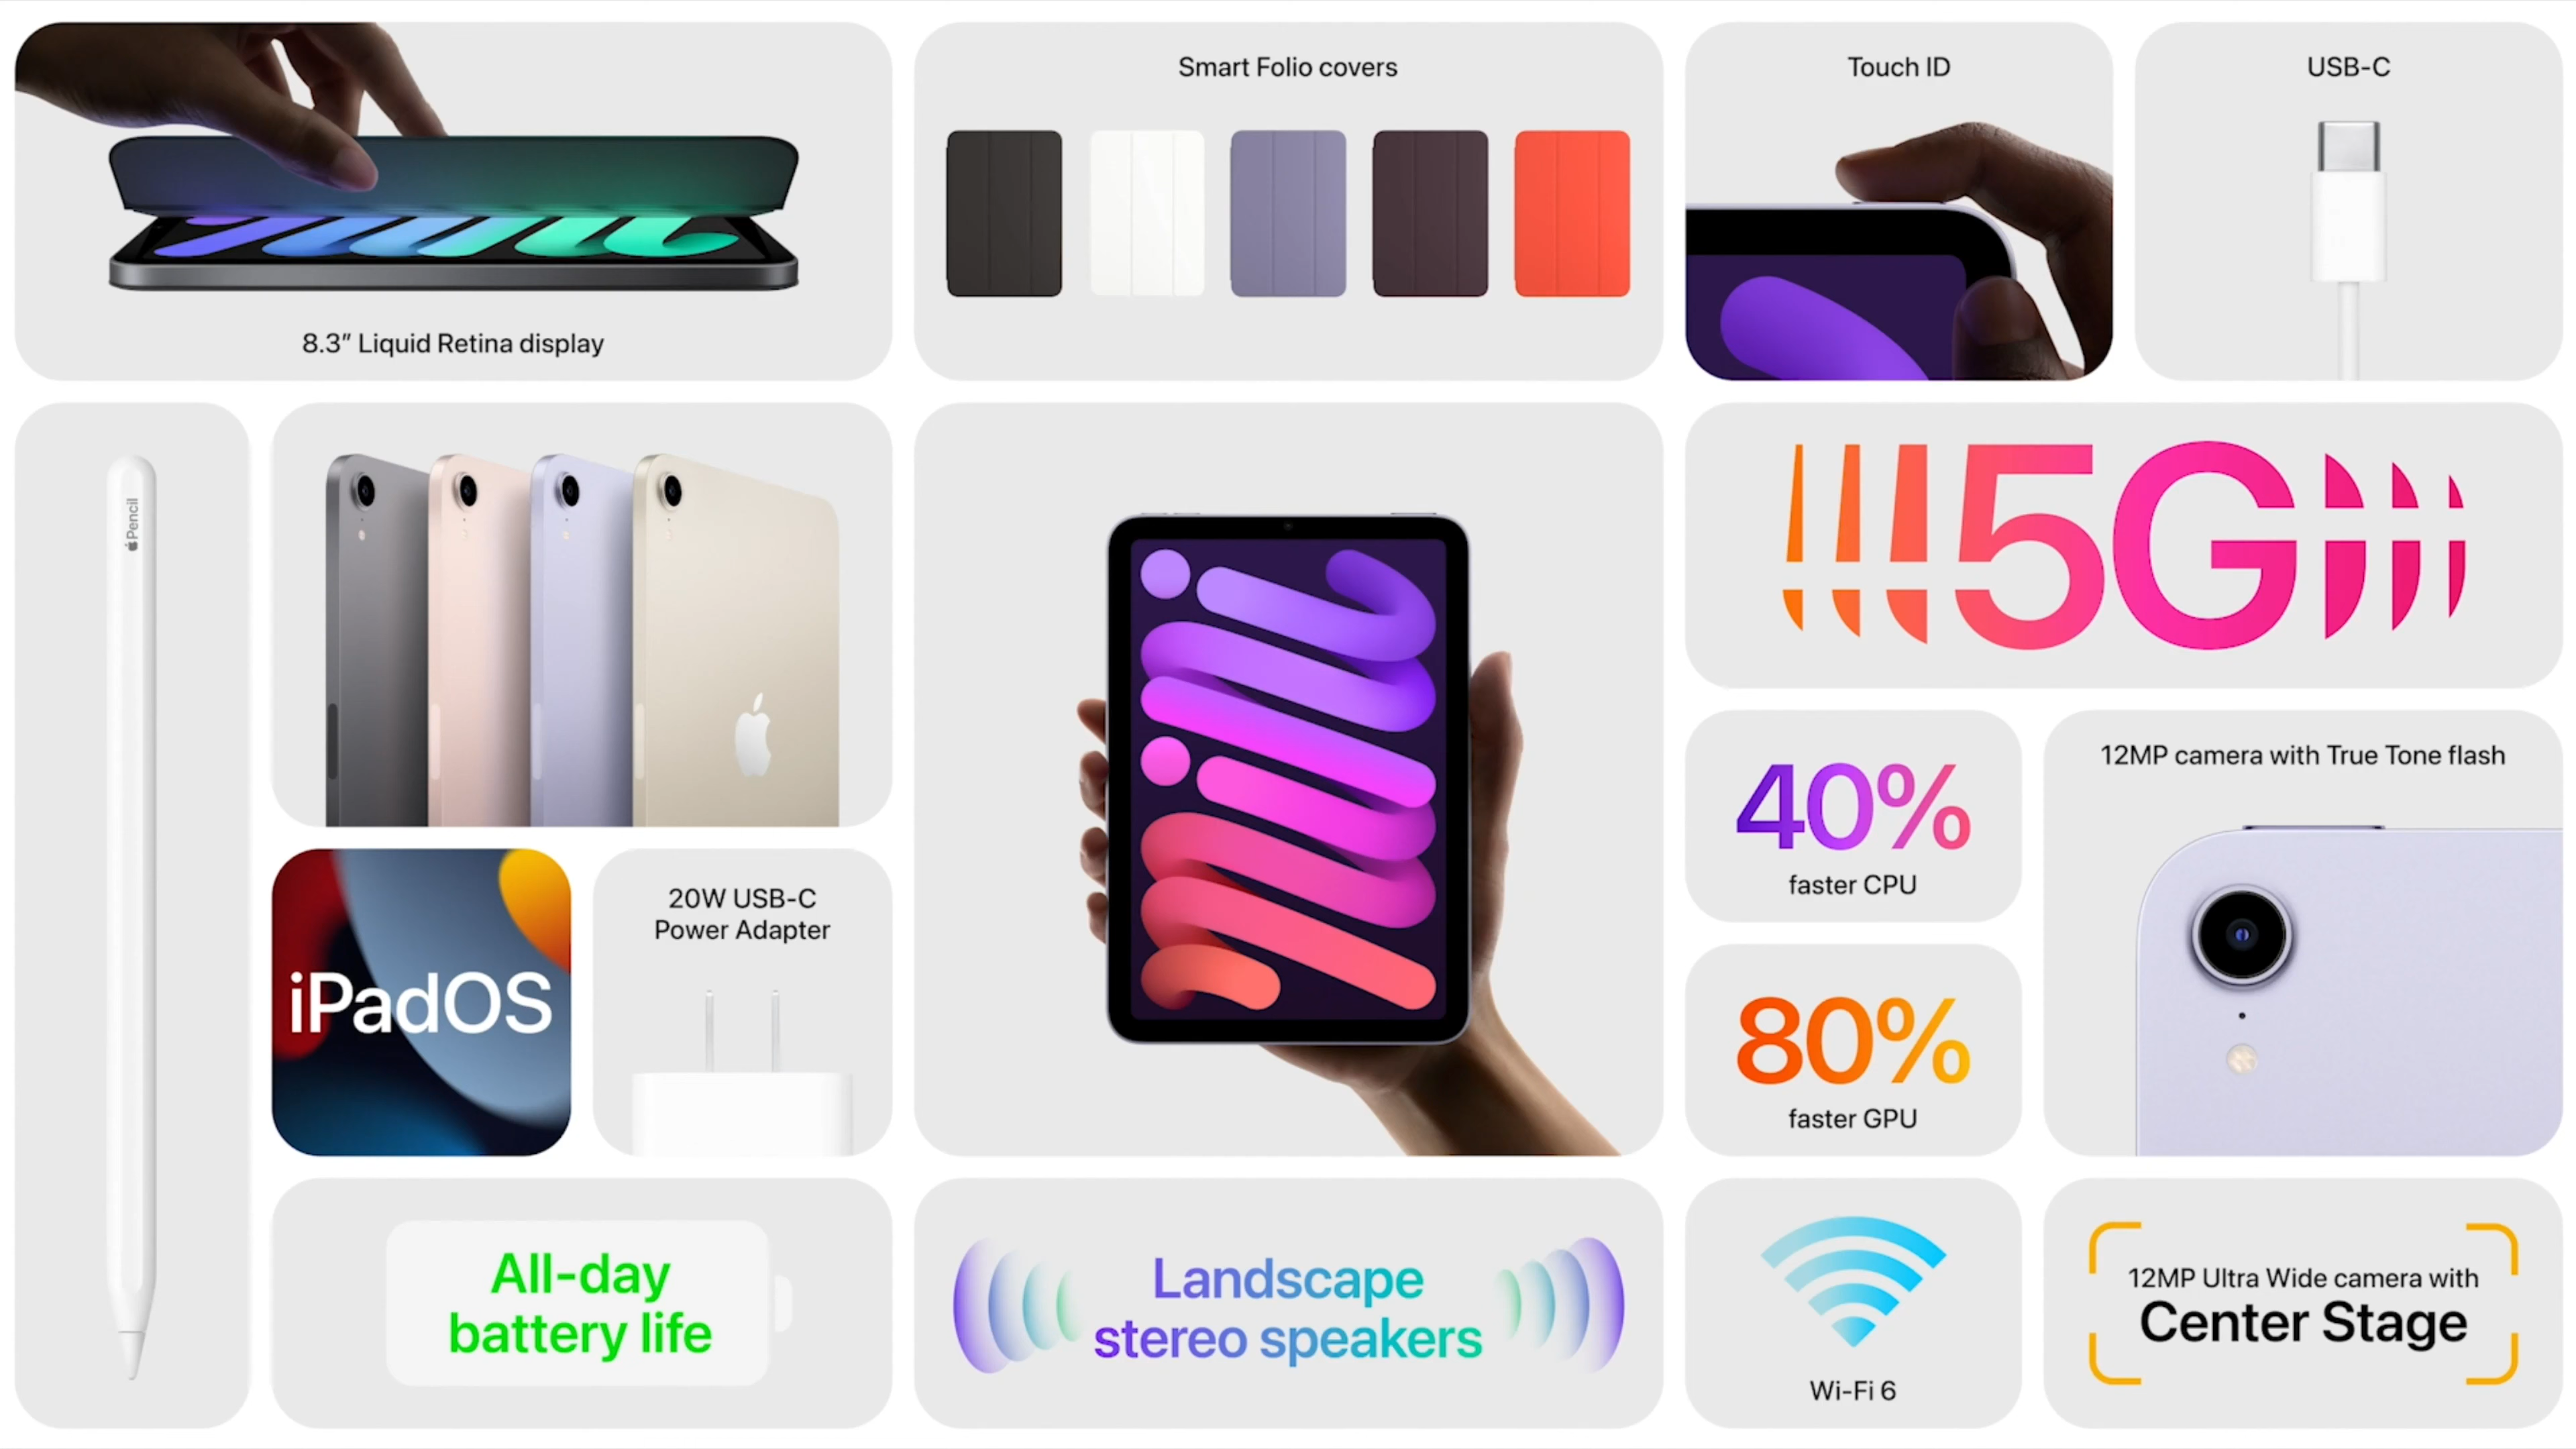 8.3″ Liquid Retina display
Smart Folio covers
Touch ID
USB-C
Pencil
5G
40%
faster CPU
12MP camera with True Tone flash
iPadOS
20W USB-C
Power Adapter
80%
faster GPU
All-day
battery life
Landscape
stereo speakers
Wi-Fi 6
12MP Ultra Wide camera with
Center Stage